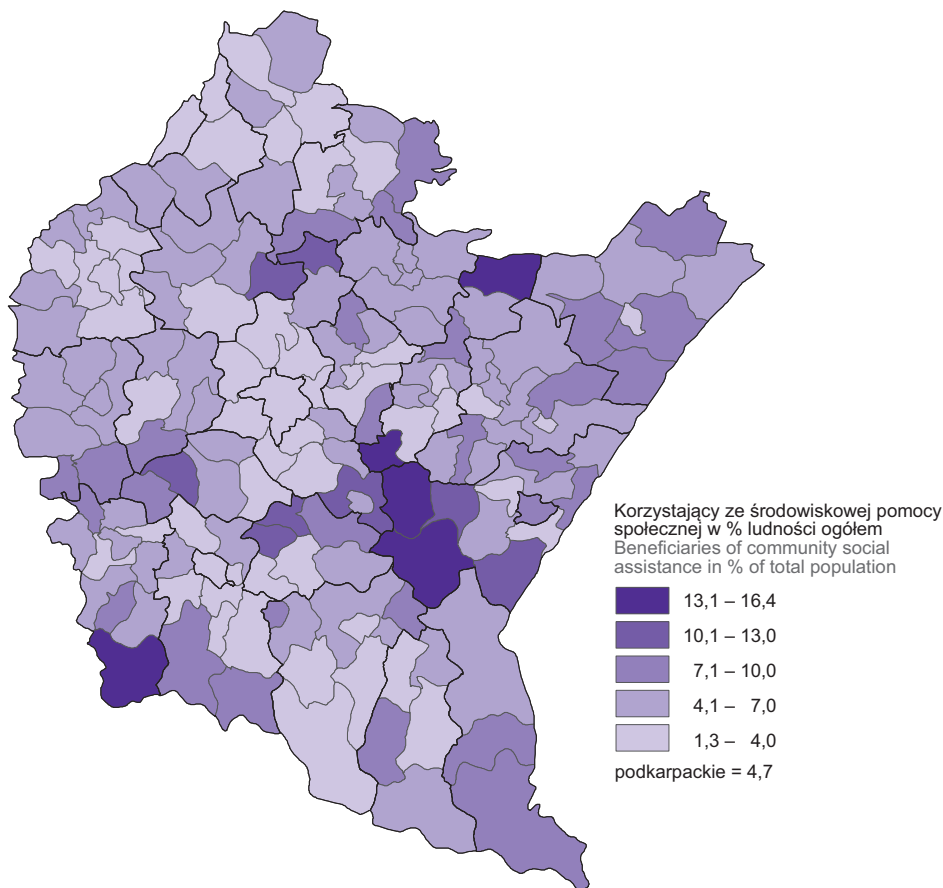 Korzystający ze środowiskowej pomocy
społecznej w % ludności ogółem
Beneficiaries of community social
assistance in % of total population
13,1 – 16,4
10,1 – 13,0
7,1 – 10,0
4,1 – 7,0
1,3 – 4,0
podkarpackie = 4,7